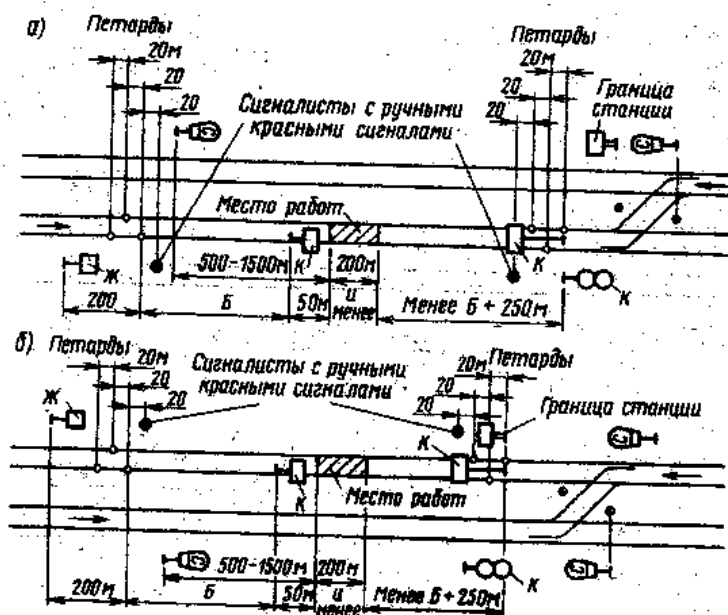 а)
Петарды
20м
20
20
Сигналисты с ручными
красными сигналами
Петарды
20м
20
20
Граница
станции
С
С
Место работ
К
К
Ж
500-1500м
200м
и
менее
200
Б
50м
Менее Б + 250м
К
б)
Петарды
20м
20
20
Ж
Сигналисты с ручными
красными сигналами
Петарды
20м
20
20
Граница станции
К
С
К
Место работ
С
500-1500м
200м
и
менее
200м
Б
50м
Менее Б + 250м
К
С